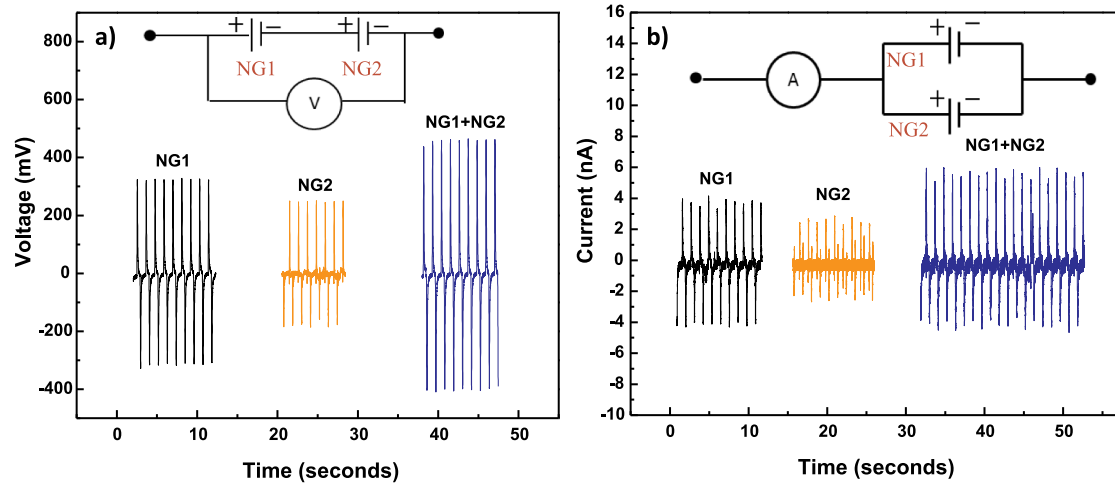 a)
+ − + −
NG1 NG2
V
NG1 NG2 NG1+NG2
800
600
400
200
0
-200
-400
Voltage (mV)
0 10 20 30 40 50
Time (seconds)
b)
+ −
NG1
A
+ −
NG2
NG1 NG2 NG1+NG2
16
14
12
10
8
6
4
2
0
-2
-4
-6
-8
-10
Current (nA)
0 10 20 30 40 50
Time (seconds)